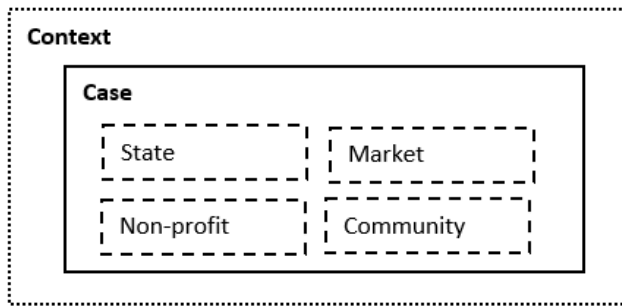 Context
Case
State
Market
Non-profit
Community